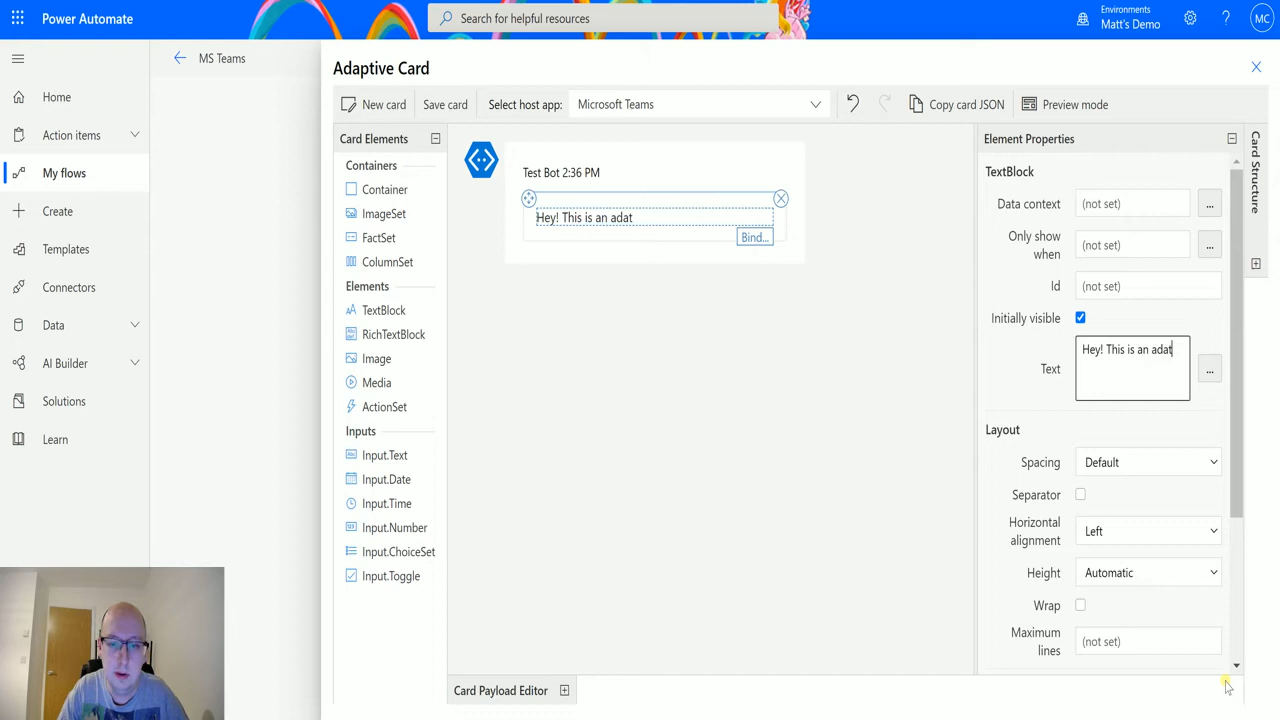 Power Automate
Search for helpful resources
Environments
Matt's Demo
MC
MS Teams
Home
Action items
My flows
Create
Templates
Connectors
Data
AI Builder
Solutions
Learn
Adaptive Card
New card
Save card
Select host app:
Microsoft Teams
Copy card JSON
Preview mode
Card Elements
Containers
Container
ImageSet
FactSet
ColumnSet
Elements
TextBlock
RichTextBlock
Image
Media
ActionSet
Inputs
Input.Text
Input.Date
Input.Time
Input.Number
Input.ChoiceSet
Input.Toggle
Test Bot 2:36 PM
Hey! This is an adat
Bind...
Card Payload Editor
Element Properties
TextBlock
Data context (not set) ...
Only show when (not set) ...
Id (not set)
Initially visible
Text Hey! This is an adat ...
Layout
Spacing Default
Separator
Horizontal alignment Left
Height Automatic
Wrap
Maximum lines (not set)
Card Structure